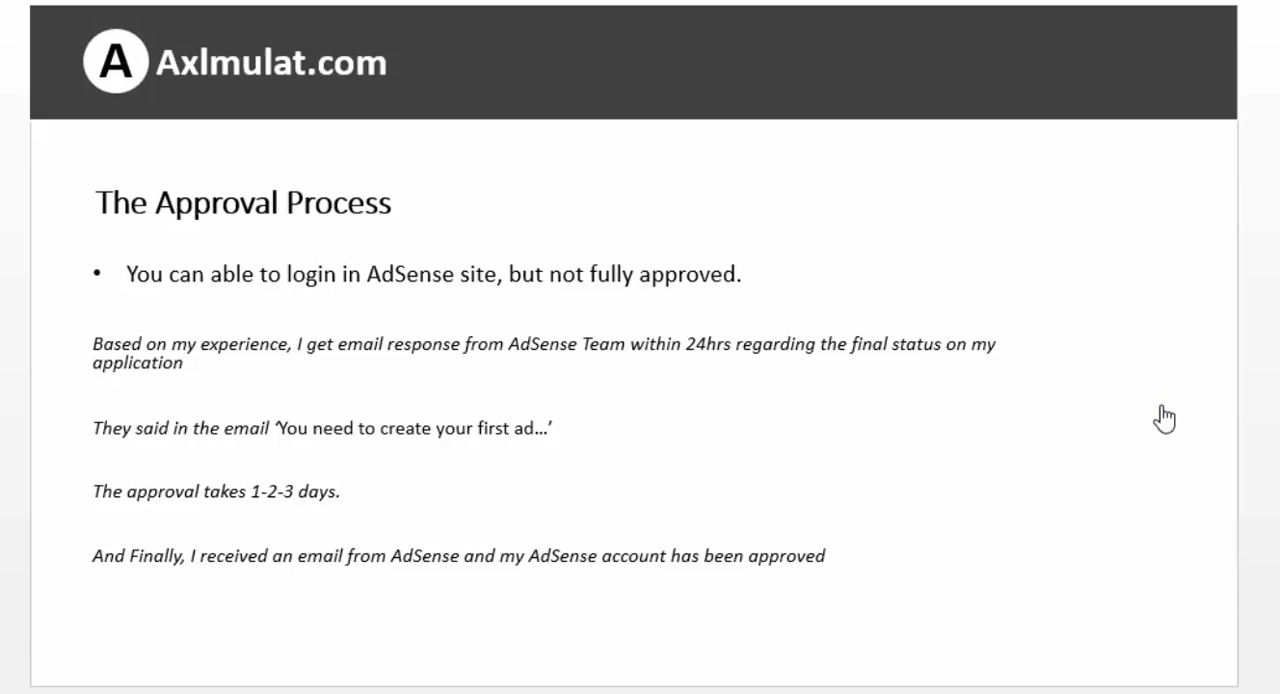 A Axlmulat.com
The Approval Process
• You can able to login in AdSense site, but not fully approved.
Based on my experience, I get email response from AdSense Team within 24hrs regarding the final status on my
application
They said in the email ‘You need to create your first ad...’
The approval takes 1-2-3 days.
And Finally, I received an email from AdSense and my AdSense account has been approved